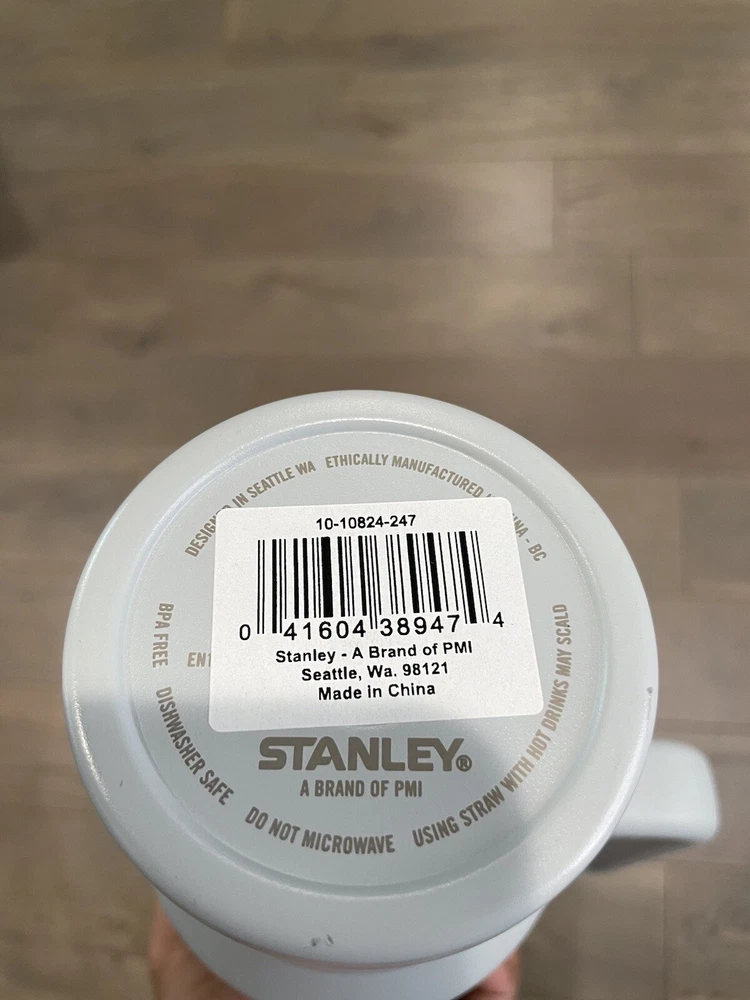 DESIGNED IN SEATTLE WA ETHICALLY MANUFACTURED - BC
10-10824-247
0 41604 38947 4
Stanley - A Brand of PMI
Seattle, Wa. 98121
Made in China
STANLEY®
A BRAND OF PMI
BPA FREE
DISHWASHER SAFE
DO NOT MICROWAVE
USING STRAW WITH HOT DRINKS MAY SCALD